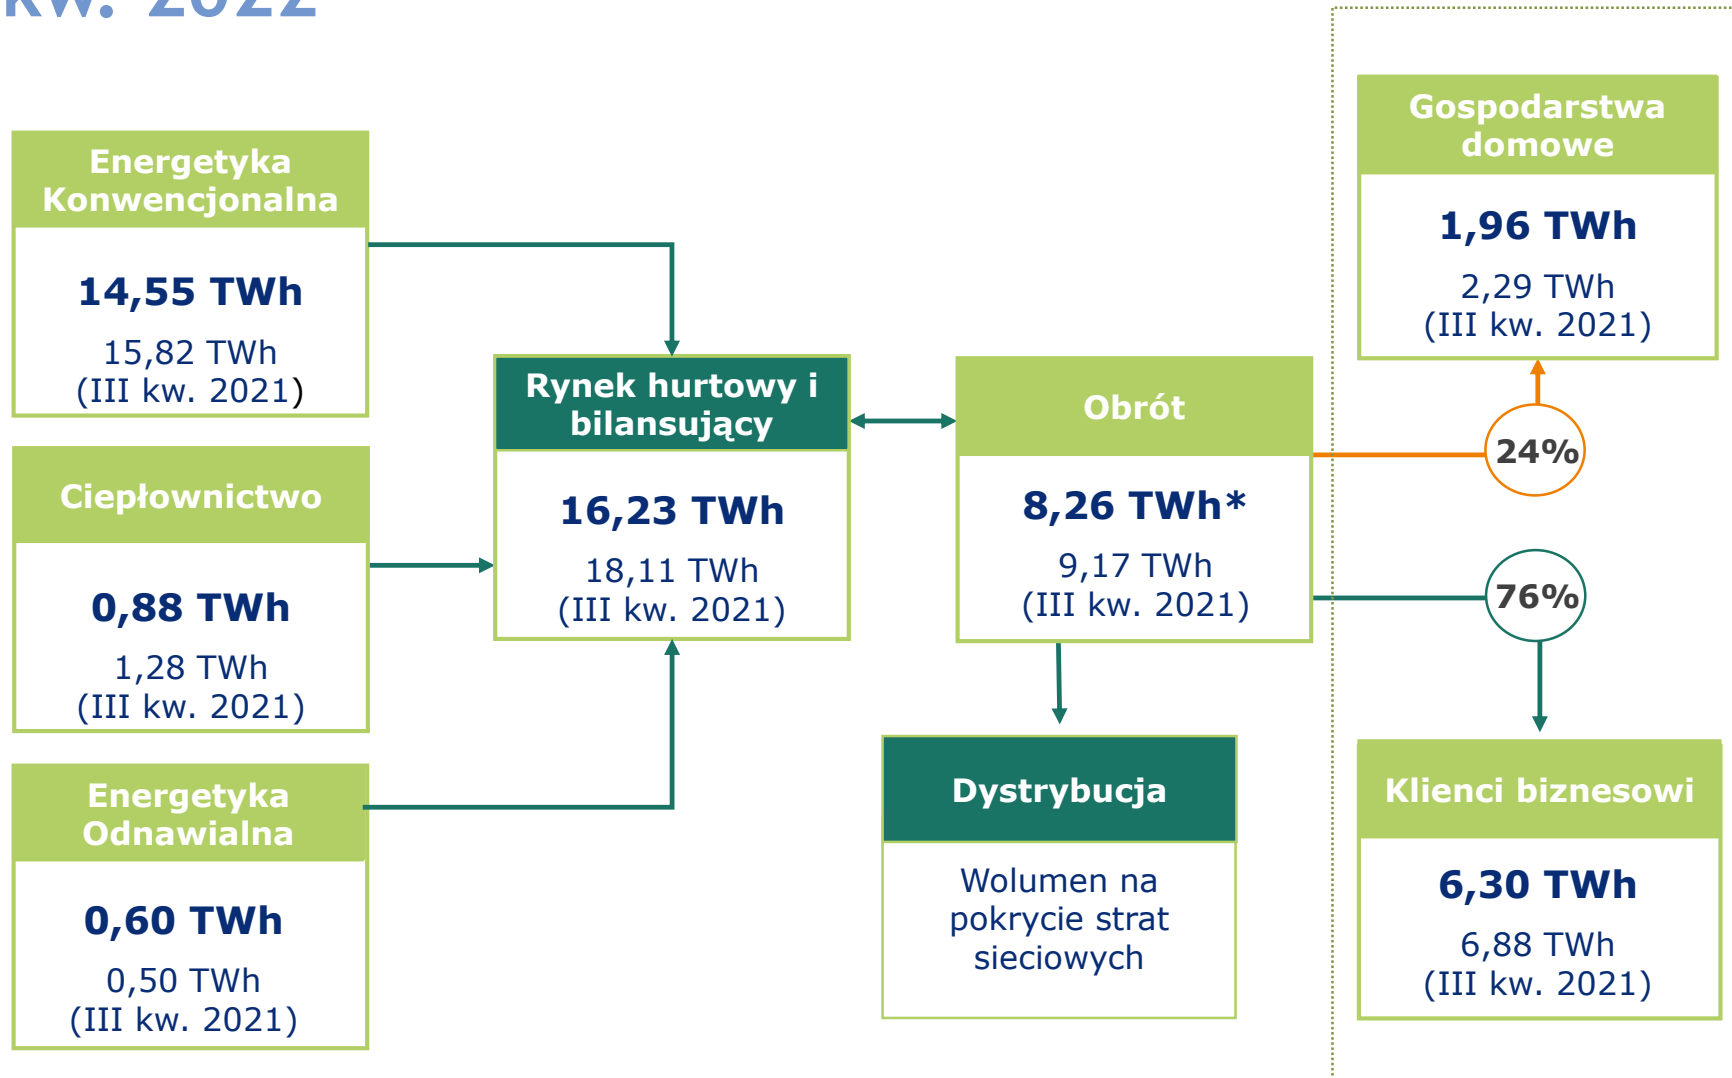 kw. 2022
Energetyka
Konwencjonalna
14,55 TWh
15,82 TWh
(III kw. 2021)
Ciepłownictwo
0,88 TWh
1,28 TWh
(III kw. 2021)
Energetyka
Odnawialna
0,60 TWh
0,50 TWh
(III kw. 2021)
Rynek hurtowy i
bilansujący
16,23 TWh
18,11 TWh
(III kw. 2021)
Obrót
8,26 TWh*
9,17 TWh
(III kw. 2021)
Dystrybucja
Wolumen na
pokrycie strat
sieciowych
Gospodarstwa
domowe
1,96 TWh
2,29 TWh
(III kw. 2021)
24%
76%
Klienci biznesowi
6,30 TWh
6,88 TWh
(III kw. 2021)